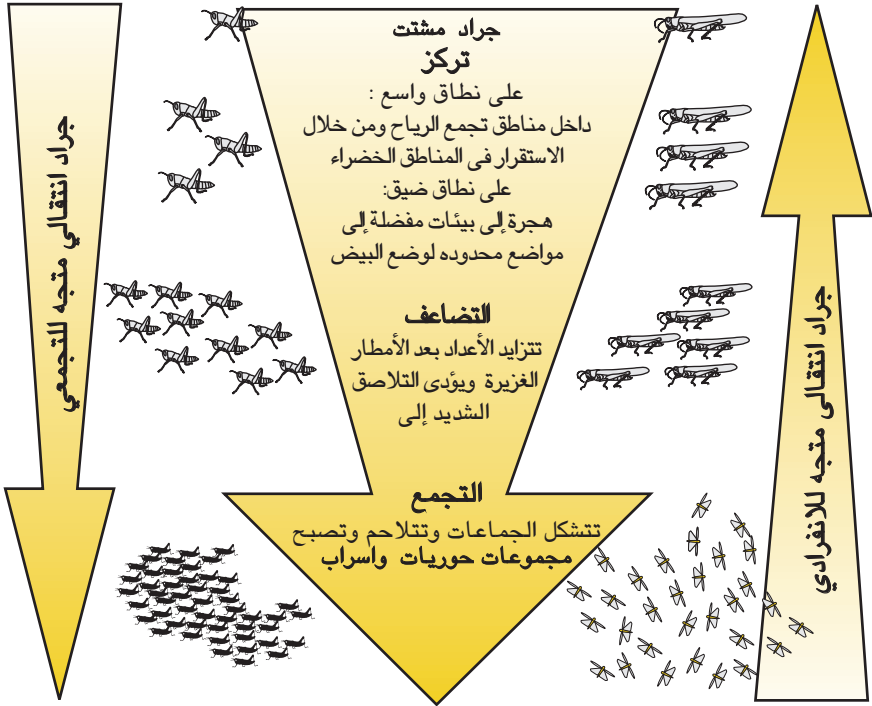 جراد مشتت
تركز
على نطاق واسع :
داخل مناطق تجمع الرياح ومن خلال
الاستقرار فى المناطق الخضراء
على نطاق ضيق:
هجرة إلى بيئات مفضلة إلى
مواضع محدوده لوضع البيض
التضاعف
تتزايد الأعداد بعد الأمطار
الغزيرة ويؤدى التلاصق
الشديد إلى
التجمع
تتشكل الجماعات وتتلاحم وتصبح
مجموعات حوريات واسراب
جراد انتقالي متجه للتجمعي
جراد انتقالى متجه للانفرادي